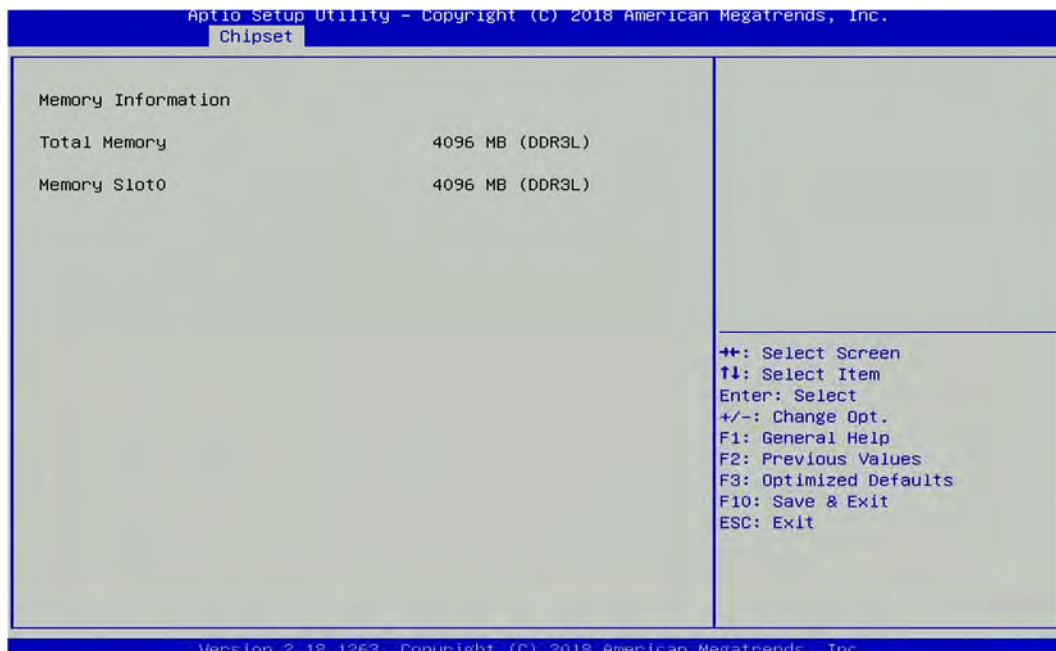 Aptio Setup Utility – Copyright (C) 2018 American Megatrends, Inc.
Chipset
Memory Information
Total Memory 4096 MB (DDR3L)
Memory Slot0 4096 MB (DDR3L)
→←: Select Screen
↑↓: Select Item
Enter: Select
+/-: Change Opt.
F1: General Help
F2: Previous Values
F3: Optimized Defaults
F10: Save & Exit
ESC: Exit
Version 2.18.1263. Copyright (C) 2018 American Megatrends, Inc.